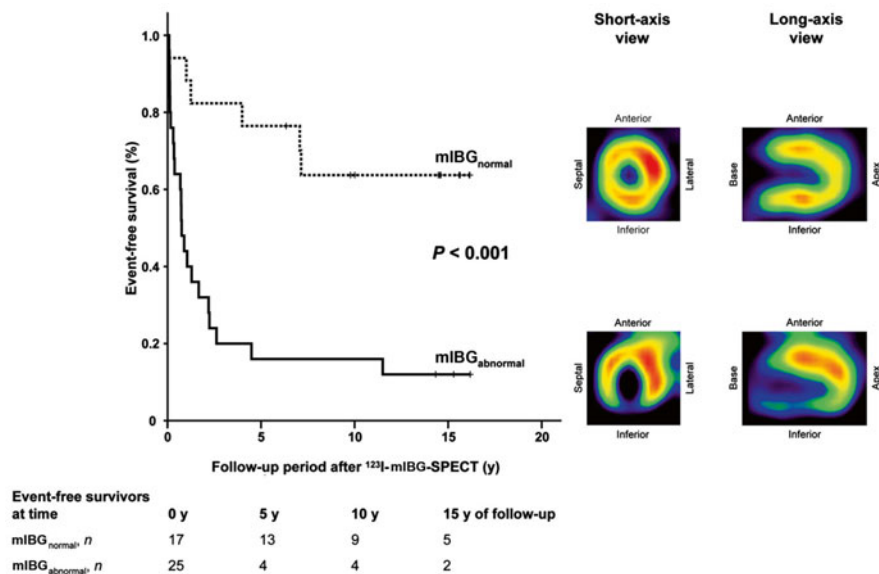 Short-axis view
Long-axis view
1.0
0.8
0.6
0.4
0.2
0
Event-free survival (%)
mIBGnormal
P < 0.001
mIBGabnormal
0 5 10 15 20
Follow-up period after ¹²³I-mIBG-SPECT (y)
Anterior
Septal
Lateral
Inferior
Anterior
Base
Apex
Inferior
Anterior
Septal
Lateral
Inferior
Anterior
Base
Apex
Inferior
Event-free survivors
at time 0 y 5 y 10 y 15 y of follow-up
mIBGnormal, n 17 13 9 5
mIBGabnormal, n 25 4 4 2